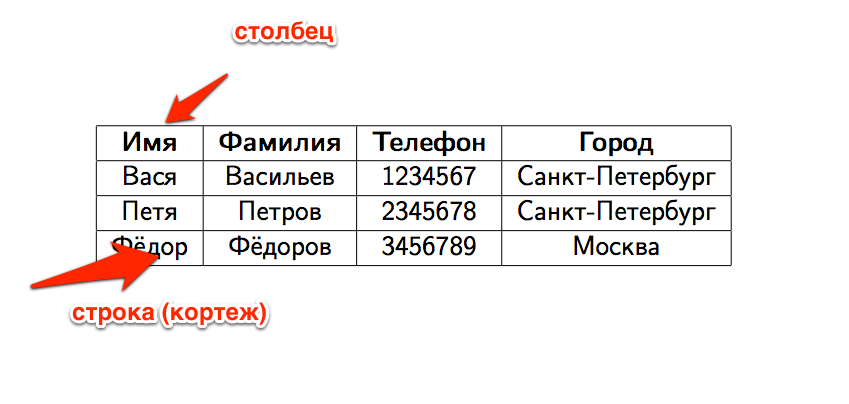 столбец
Имя Фамилия Телефон Город
Вася Васильев 1234567 Санкт-Петербург
Петя Петров 2345678 Санкт-Петербург
Фёдор Фёдоров 3456789 Москва
строка (кортеж)